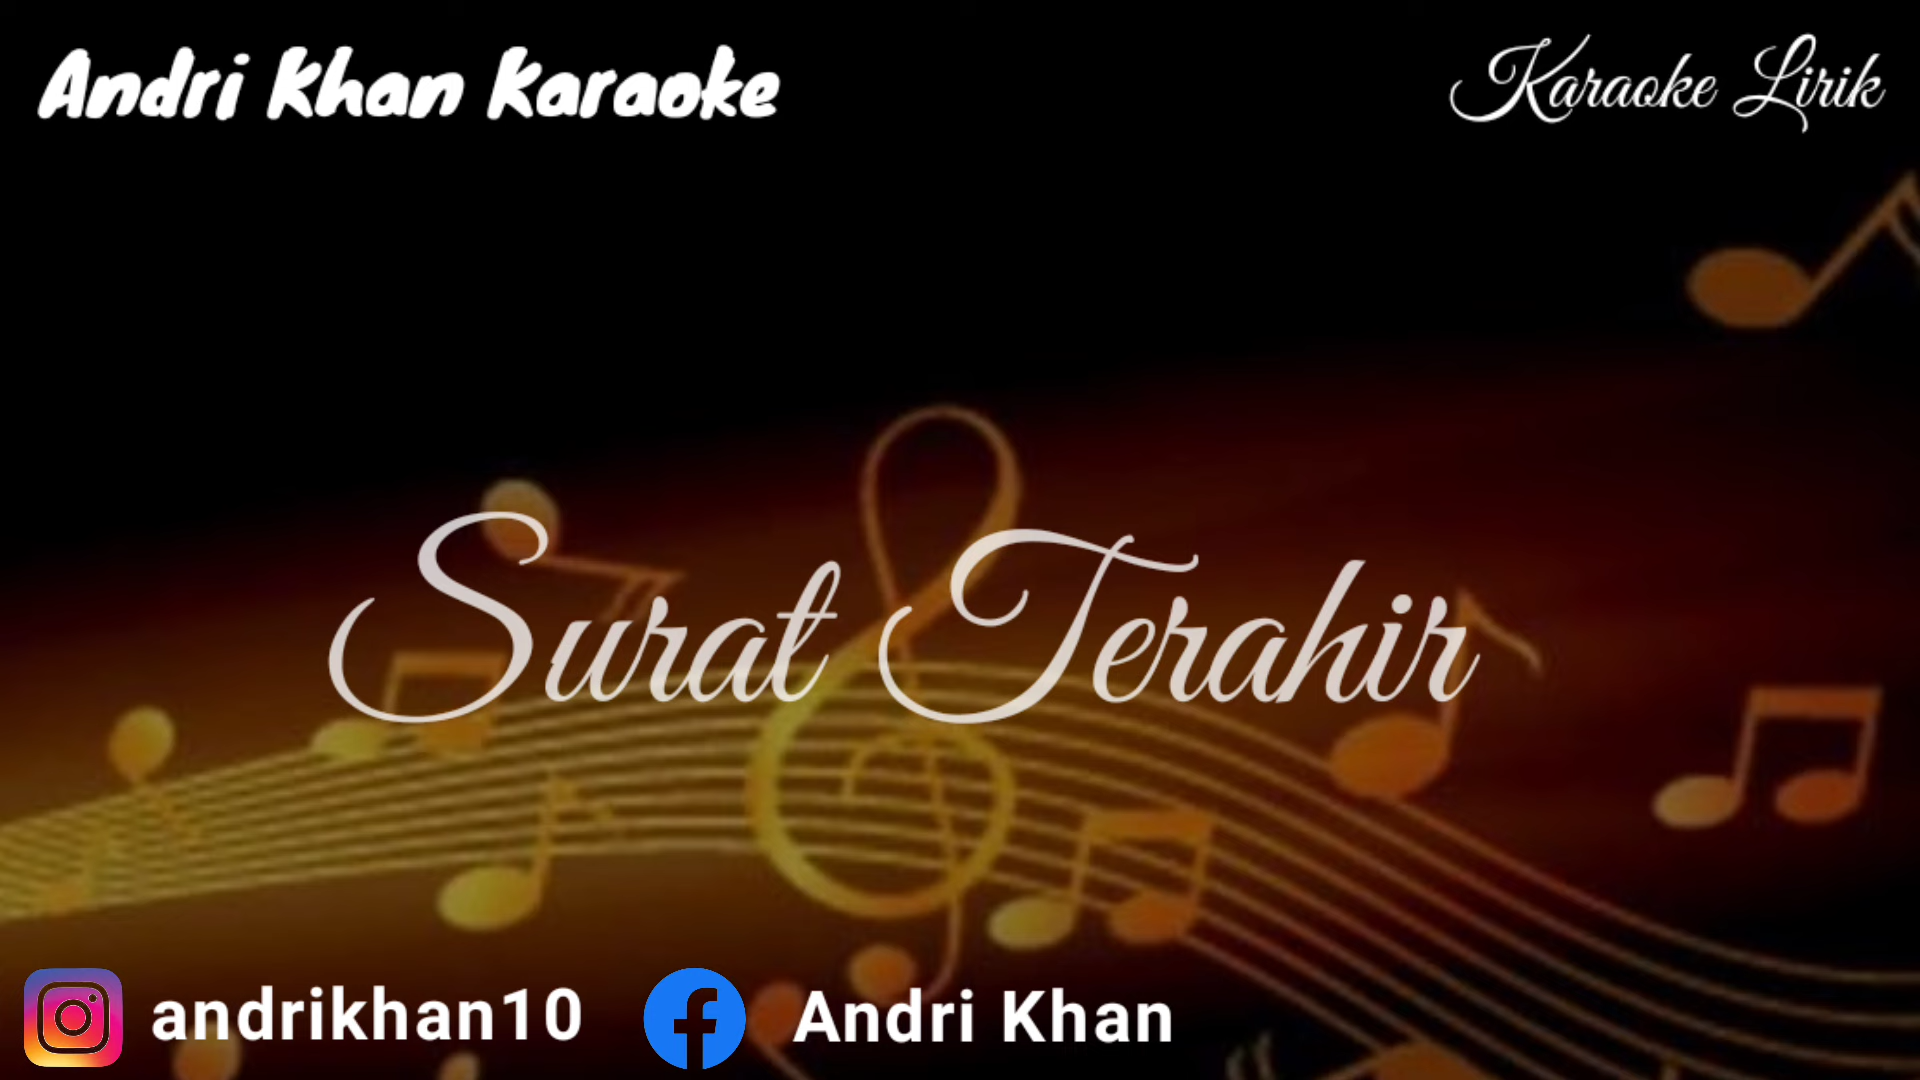 Andri Khan Karaoke
Karaoke Lirik
Surat Terahir
andrikhan10
Andri Khan